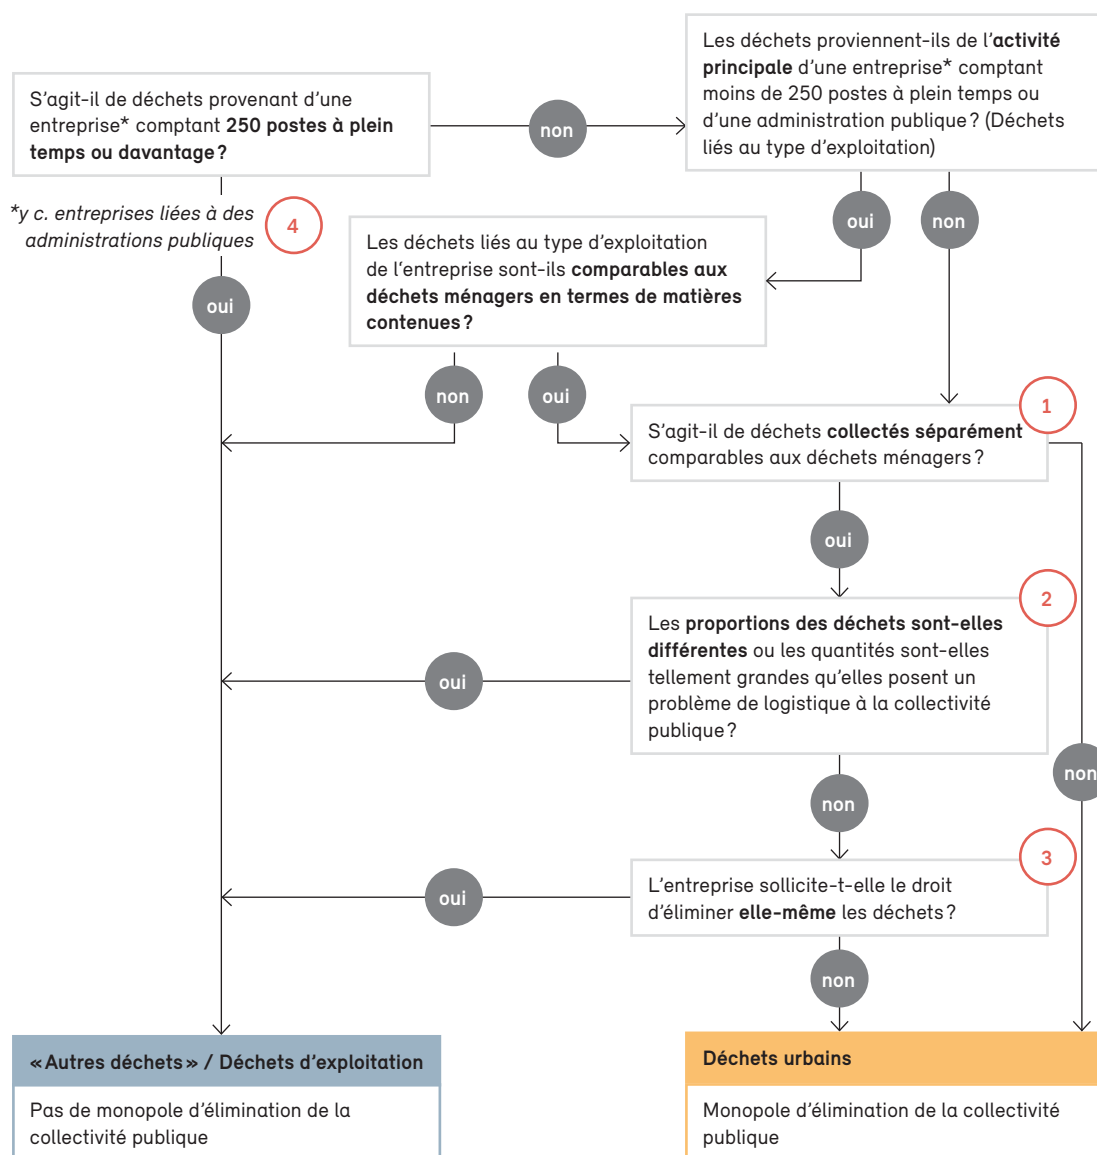 S’agit-il de déchets provenant d’une
entreprise* comptant 250 postes à plein
temps ou davantage ?
non
Les déchets proviennent-ils de l’activité
principale d’une entreprise* comptant
moins de 250 postes à plein temps ou
d’une administration publique ? (Déchets
liés au type d’exploitation)
*y c. entreprises liées à des
administrations publiques
4
oui
oui
non
Les déchets liés au type d’exploitation
de l‘entreprise sont-ils comparables aux
déchets ménagers en termes de matières
contenues ?
non
oui
1
S’agit-il de déchets collectés séparément
comparables aux déchets ménagers ?
oui
non
2
Les proportions des déchets sont-elles
différentes ou les quantités sont-elles
tellement grandes qu’elles posent un
problème de logistique à la collectivité
publique ?
oui
non
3
L’entreprise sollicite-t-elle le droit
d’éliminer elle-même les déchets ?
oui
non
« Autres déchets » / Déchets d’exploitation
Pas de monopole d’élimination de la
collectivité publique
Déchets urbains
Monopole d’élimination de la collectivité
publique